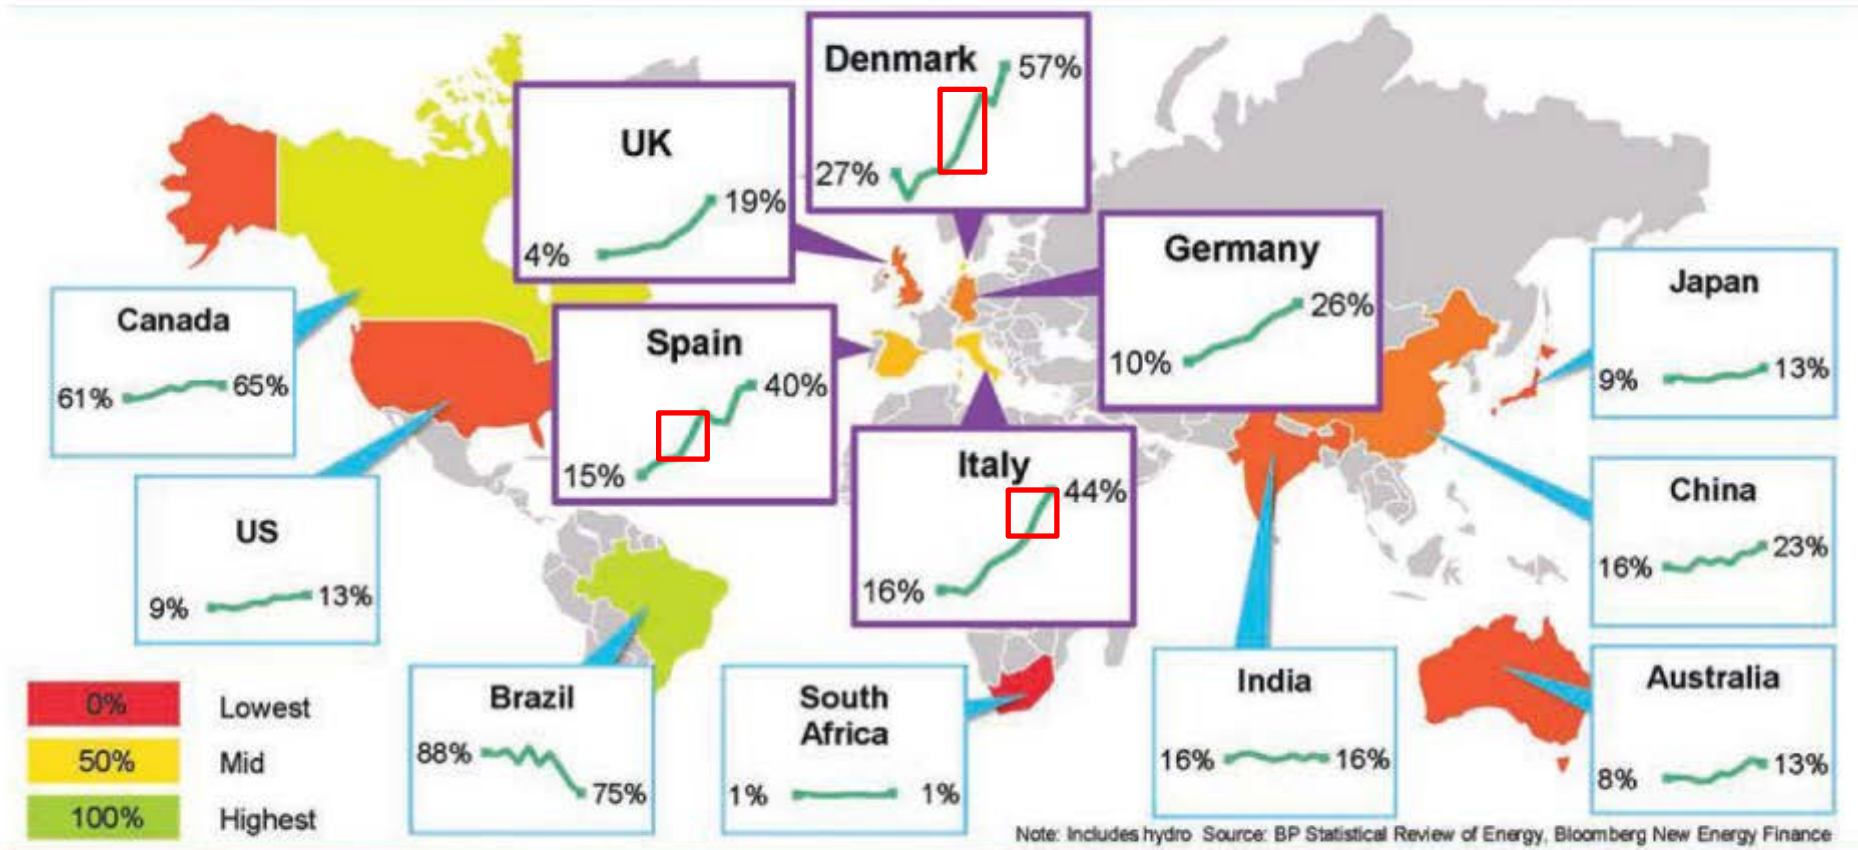 Denmark
57%
27%
UK
19%
4%
Germany
26%
10%
Japan
9%
13%
Canada
61%
65%
Spain
40%
15%
Italy
44%
16%
China
16%
23%
US
9%
13%
Brazil
88%
75%
South
Africa
1%
1%
India
16%
16%
Australia
8%
13%
0%
Lowest
50%
Mid
100%
Highest
Note: Includes hydro Source: BP Statistical Review of Energy, Bloomberg New Energy Finance